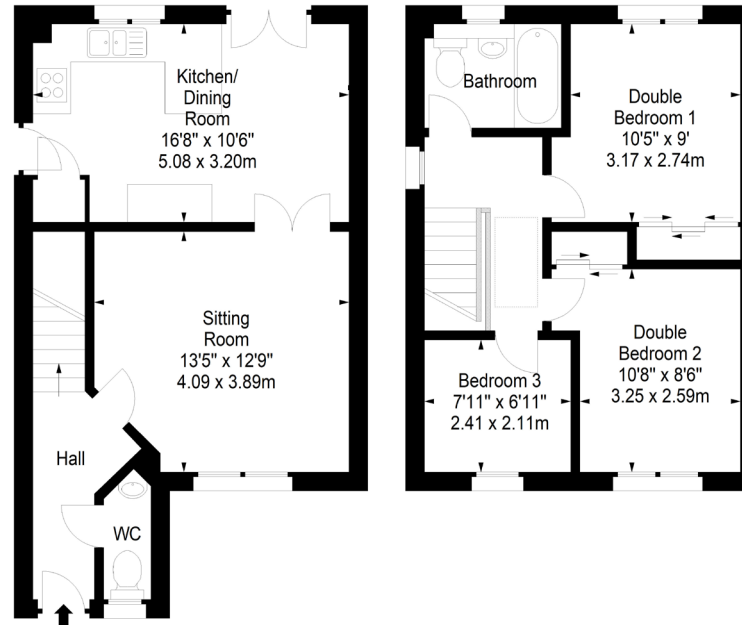 Kitchen/
Dining
Room
16'8" x 10'6"
5.08 x 3.20m
Sitting
Room
13'5" x 12'9"
4.09 x 3.89m
Hall
WC
Bathroom
Double
Bedroom 1
10'5" x 9'
3.17 x 2.74m
Double
Bedroom 2
10'8" x 8'6"
3.25 x 2.59m
Bedroom 3
7'11" x 6'11"
2.41 x 2.11m